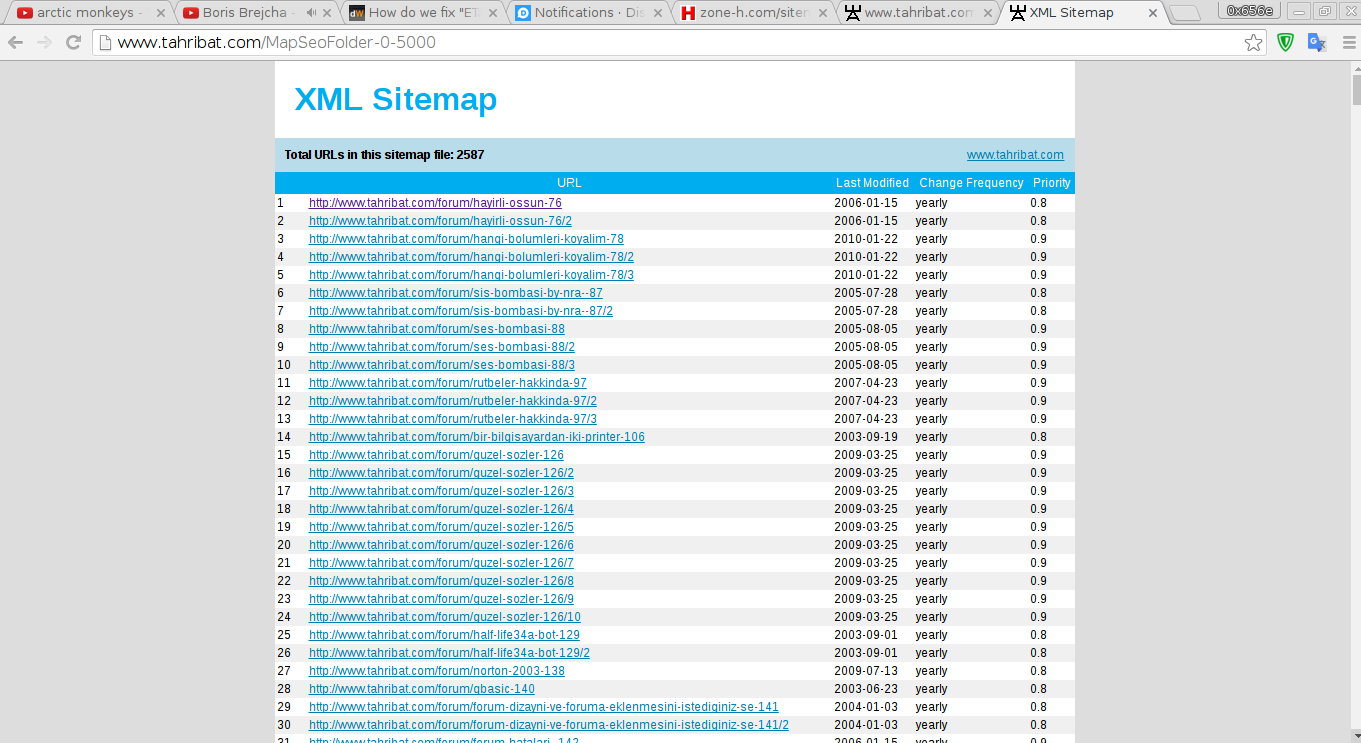 arctic monkeys -
Boris Brejcha -
How do we fix "ET
Notifications · Dis
zone-h.com/sitem
www.tahribat.com
XML Sitemap
0x656e
www.tahribat.com/MapSeoFolder-0-5000
XML Sitemap
Total URLs in this sitemap file: 2587 www.tahribat.com
URL Last Modified Change Frequency Priority
1 http://www.tahribat.com/forum/hayirli-ossun-76 2006-01-15 yearly 0.8
2 http://www.tahribat.com/forum/hayirli-ossun-76/2 2006-01-15 yearly 0.8
3 http://www.tahribat.com/forum/hangi-bolumleri-koyalim-78 2010-01-22 yearly 0.9
4 http://www.tahribat.com/forum/hangi-bolumleri-koyalim-78/2 2010-01-22 yearly 0.9
5 http://www.tahribat.com/forum/hangi-bolumleri-koyalim-78/3 2010-01-22 yearly 0.9
6 http://www.tahribat.com/forum/sis-bombasi-by-nra--87 2005-07-28 yearly 0.8
7 http://www.tahribat.com/forum/sis-bombasi-by-nra--87/2 2005-07-28 yearly 0.8
8 http://www.tahribat.com/forum/ses-bombasi-88 2005-08-05 yearly 0.9
9 http://www.tahribat.com/forum/ses-bombasi-88/2 2005-08-05 yearly 0.9
10 http://www.tahribat.com/forum/ses-bombasi-88/3 2005-08-05 yearly 0.9
11 http://www.tahribat.com/forum/rutbeler-hakkinda-97 2007-04-23 yearly 0.9
12 http://www.tahribat.com/forum/rutbeler-hakkinda-97/2 2007-04-23 yearly 0.9
13 http://www.tahribat.com/forum/rutbeler-hakkinda-97/3 2007-04-23 yearly 0.9
14 http://www.tahribat.com/forum/bir-bilgisayardan-iki-printer-106 2003-09-19 yearly 0.8
15 http://www.tahribat.com/forum/guzel-sozler-126 2009-03-25 yearly 0.9
16 http://www.tahribat.com/forum/guzel-sozler-126/2 2009-03-25 yearly 0.9
17 http://www.tahribat.com/forum/guzel-sozler-126/3 2009-03-25 yearly 0.9
18 http://www.tahribat.com/forum/guzel-sozler-126/4 2009-03-25 yearly 0.9
19 http://www.tahribat.com/forum/guzel-sozler-126/5 2009-03-25 yearly 0.9
20 http://www.tahribat.com/forum/guzel-sozler-126/6 2009-03-25 yearly 0.9
21 http://www.tahribat.com/forum/guzel-sozler-126/7 2009-03-25 yearly 0.9
22 http://www.tahribat.com/forum/guzel-sozler-126/8 2009-03-25 yearly 0.9
23 http://www.tahribat.com/forum/guzel-sozler-126/9 2009-03-25 yearly 0.9
24 http://www.tahribat.com/forum/guzel-sozler-126/10 2009-03-25 yearly 0.9
25 http://www.tahribat.com/forum/half-life34a-bot-129 2003-09-01 yearly 0.8
26 http://www.tahribat.com/forum/half-life34a-bot-129/2 2003-09-01 yearly 0.8
27 http://www.tahribat.com/forum/norton-2003-138 2009-07-13 yearly 0.8
28 http://www.tahribat.com/forum/qbasic-140 2003-06-23 yearly 0.8
29 http://www.tahribat.com/forum/forum-dizayni-ve-foruma-eklenmesini-istediginiz-se-141 2004-01-03 yearly 0.8
30 http://www.tahribat.com/forum/forum-dizayni-ve-foruma-eklenmesini-istediginiz-se-141/2 2004-01-03 yearly 0.8
31 http://www.tahribat.com/forum/forum-hatalari--142 2006-01-15 yearly 0.8